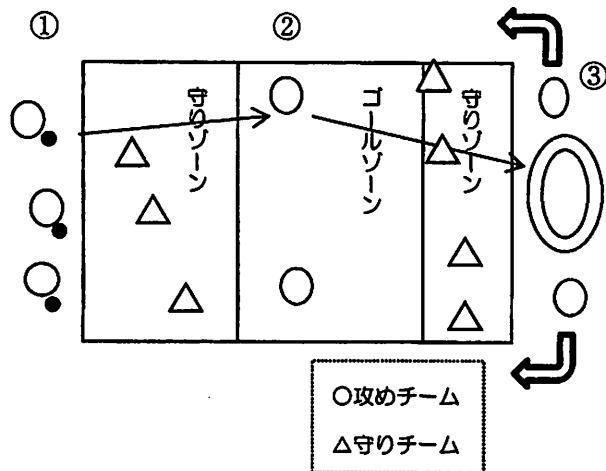 ①
②
③
守りゾーン
ゴールゾーン
守りゾーン
○攻めチーム
△守りチーム